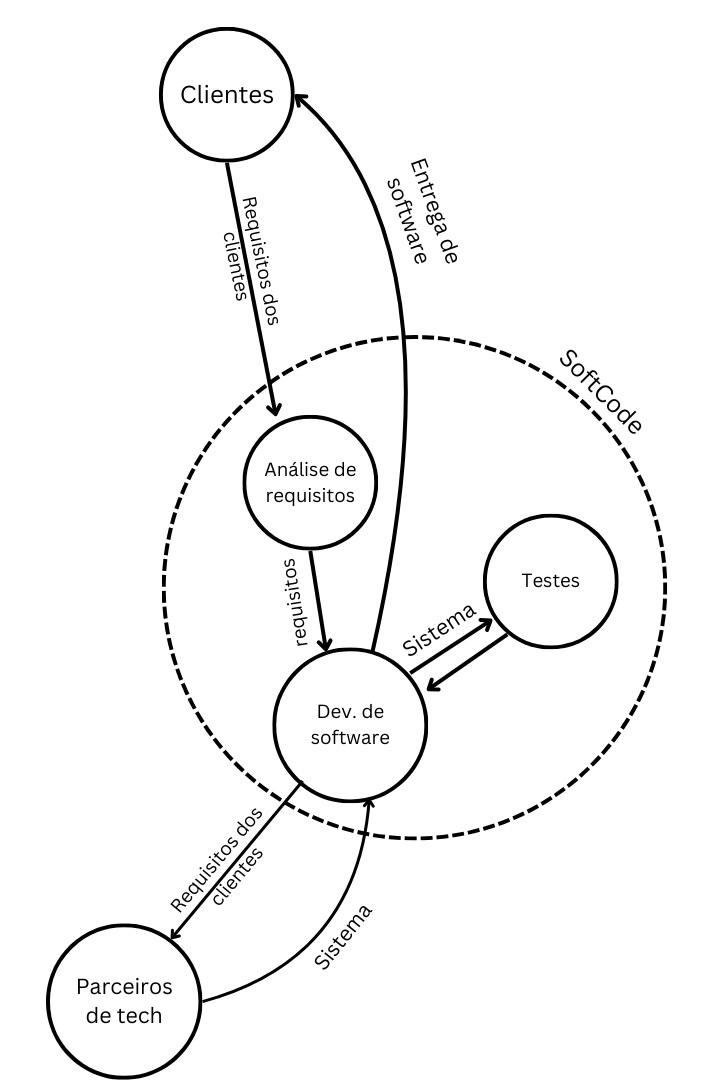 Clientes
Requisitos dos
clientes
Entrega de
software
SoftCode
Análise de
requisitos
requisitos
Testes
Sistema
Dev. de
software
Requisitos dos
clientes
Sistema
Parceiros
de tech